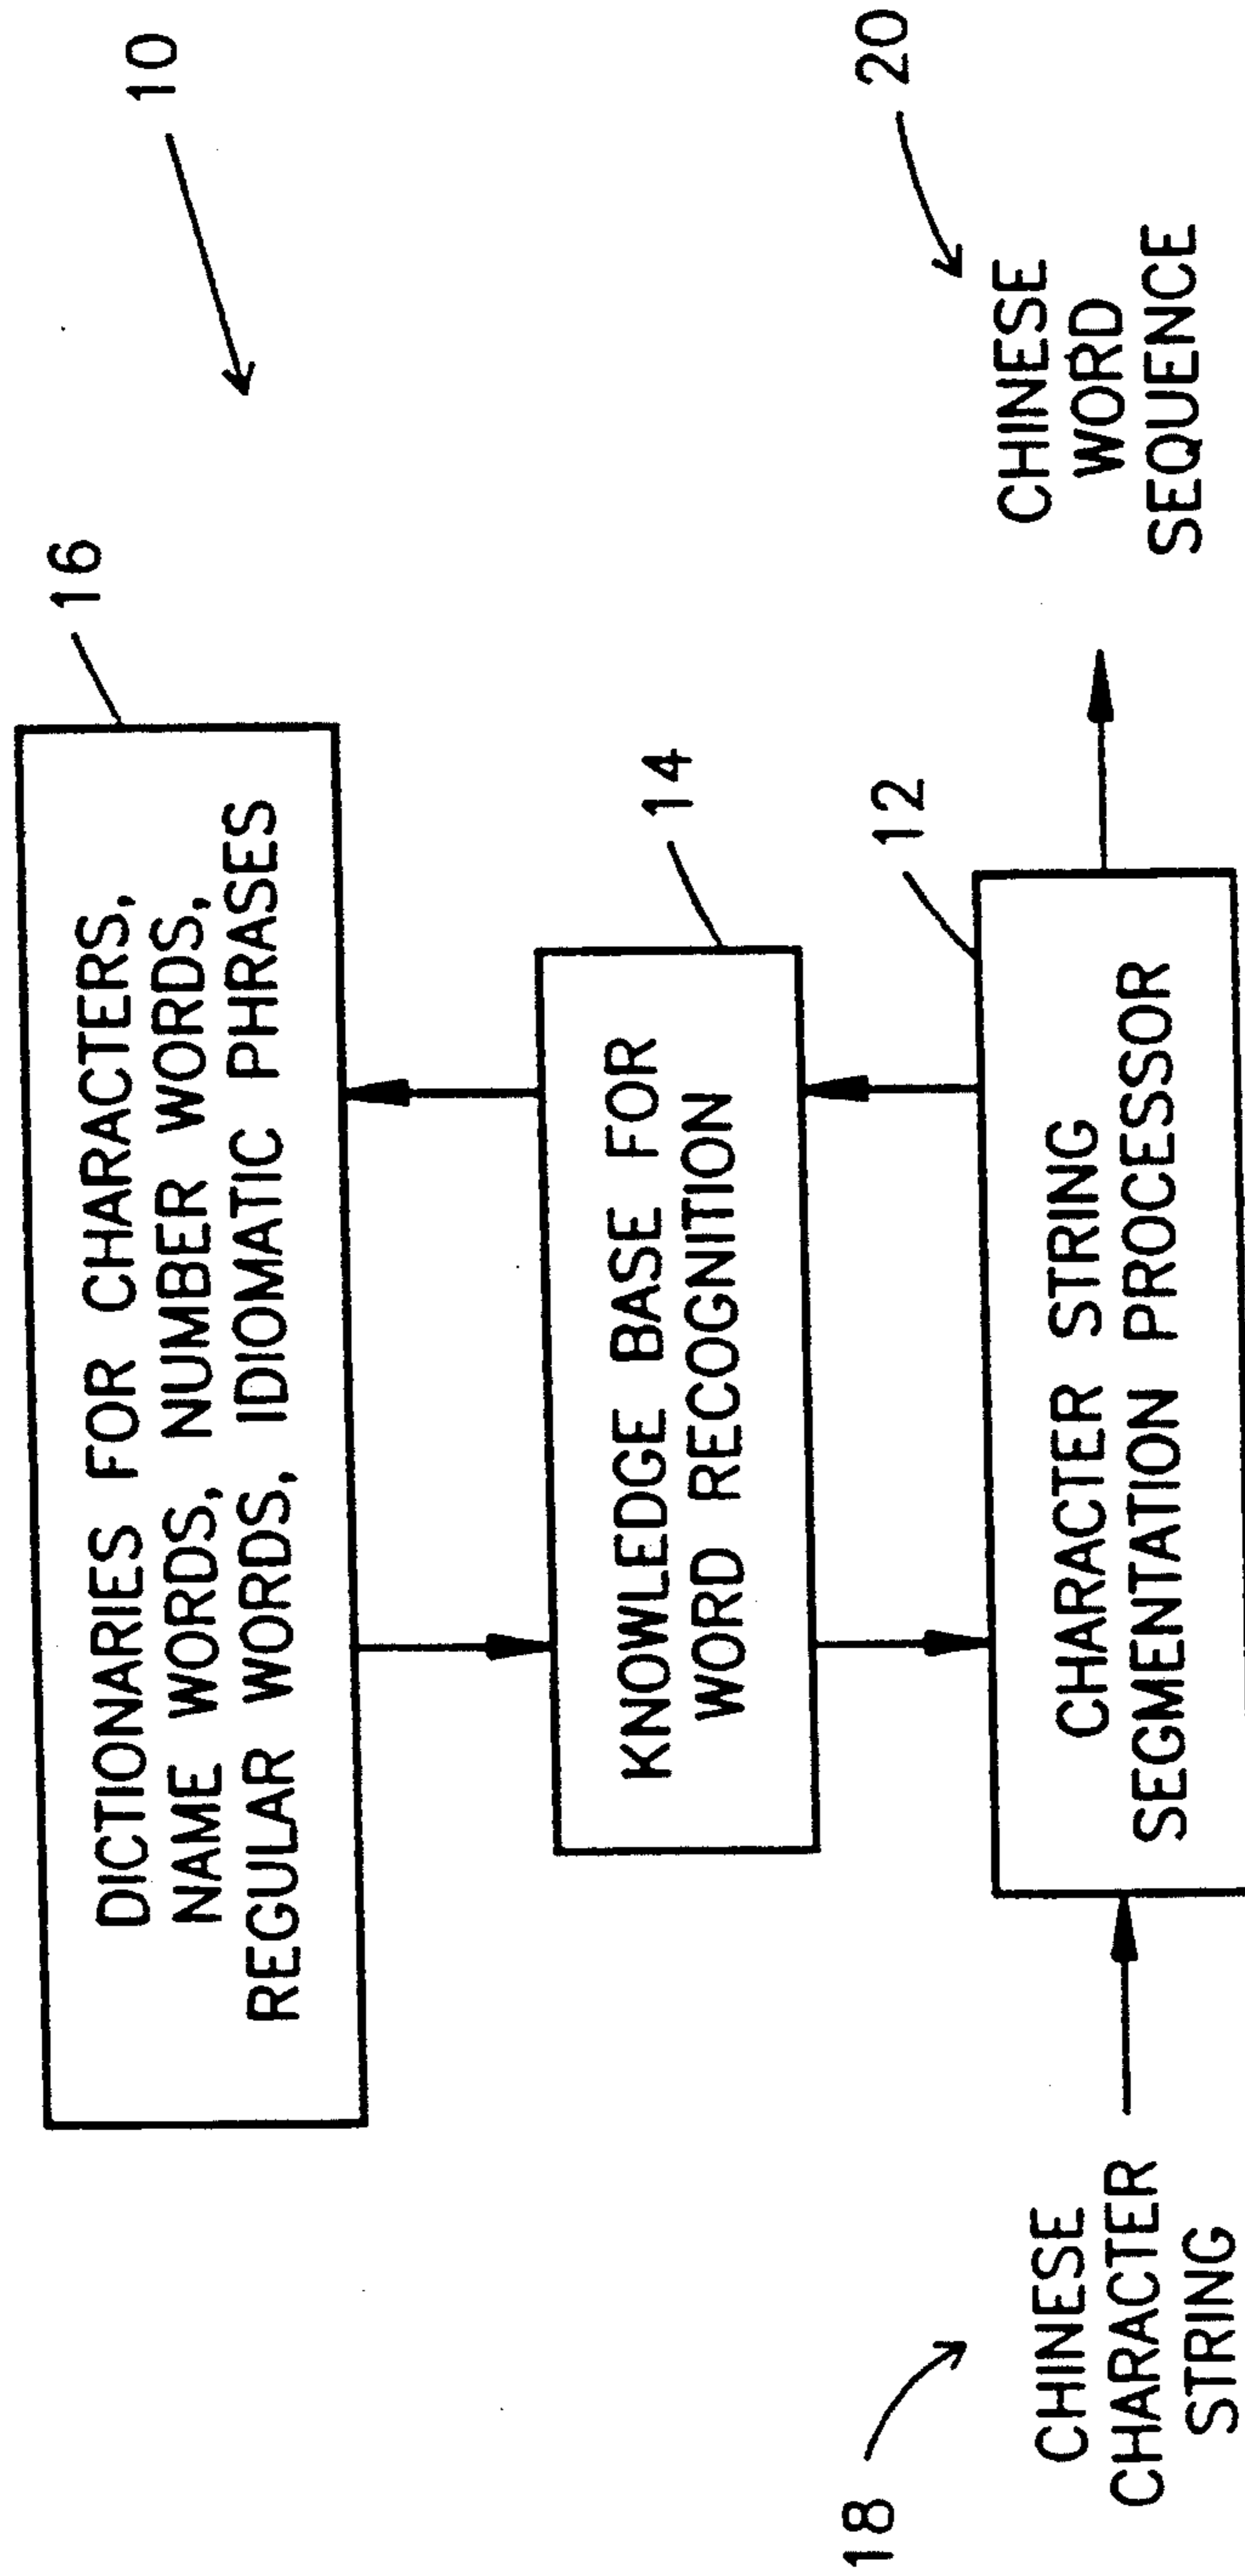 10
16
DICTIONARIES FOR CHARACTERS,
NAME WORDS, NUMBER WORDS,
REGULAR WORDS, IDIOMATIC PHRASES
14
KNOWLEDGE BASE FOR
WORD RECOGNITION
12
CHARACTER STRING
SEGMENTATION PROCESSOR
18
CHINESE
CHARACTER
STRING
20
CHINESE
WORD
SEQUENCE